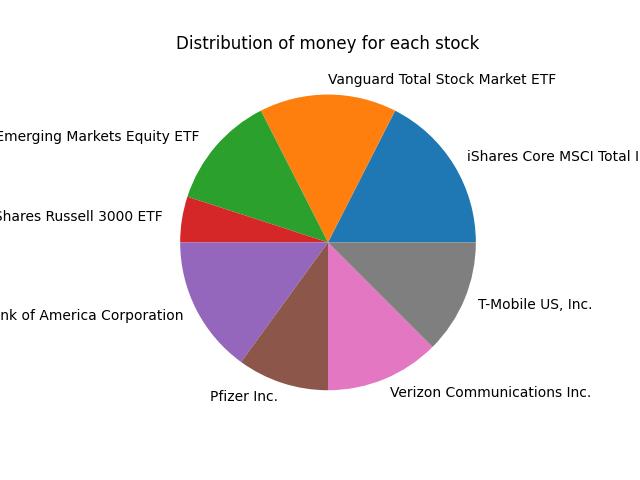 Distribution of money for each stock
Vanguard Total Stock Market ETF
Emerging Markets Equity ETF
iShares Core MSCI Total I
Shares Russell 3000 ETF
T-Mobile US, Inc.
nk of America Corporation
Verizon Communications Inc.
Pfizer Inc.